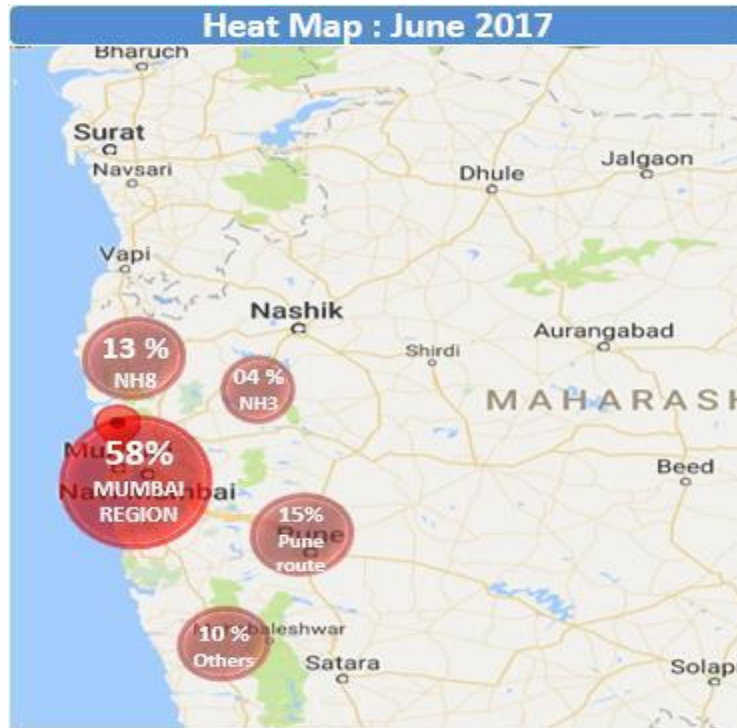 Heat Map : June 2017
Bharuch
Surat
Navsari
Jalgaon
Dhule
Vapi
Nashik
Aurangabad
Shirdi
13 %
NH8
04 %
NH3
MAHARASH
58%
MUMBAI
REGION
Beed
15%
Pune
route
10 %
Others
Satara
Solap